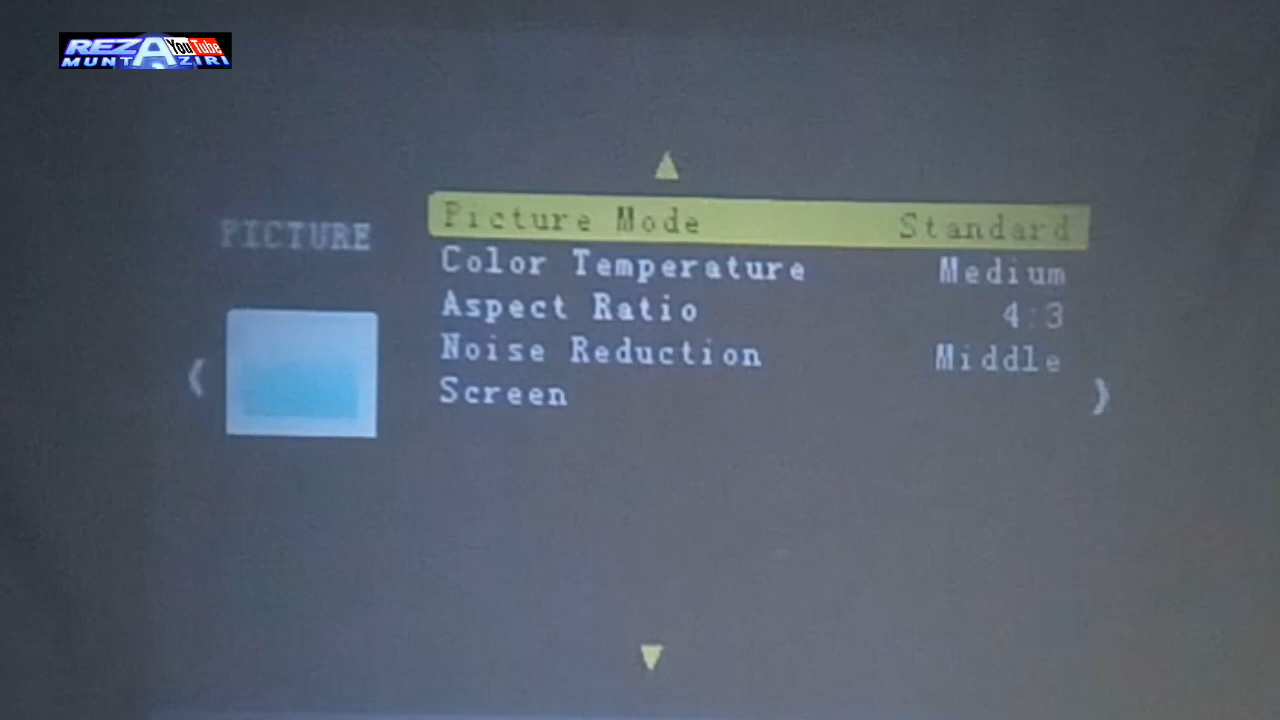 REZA YouTube
MUNTAZIRI
PICTURE
Picture Mode Standard
Color Temperature Medium
Aspect Ratio 4:3
Noise Reduction Middle
Screen